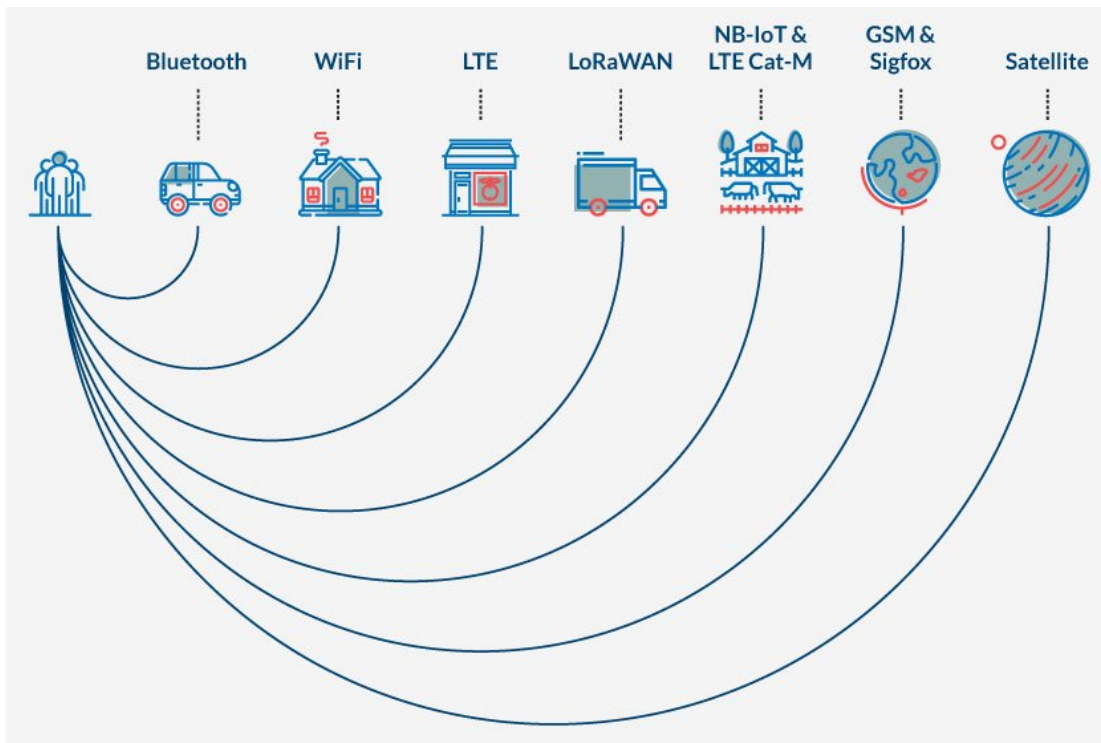 Bluetooth
WiFi
LTE
LoRaWAN
NB-IoT &
LTE Cat-M
GSM &
Sigfox
Satellite